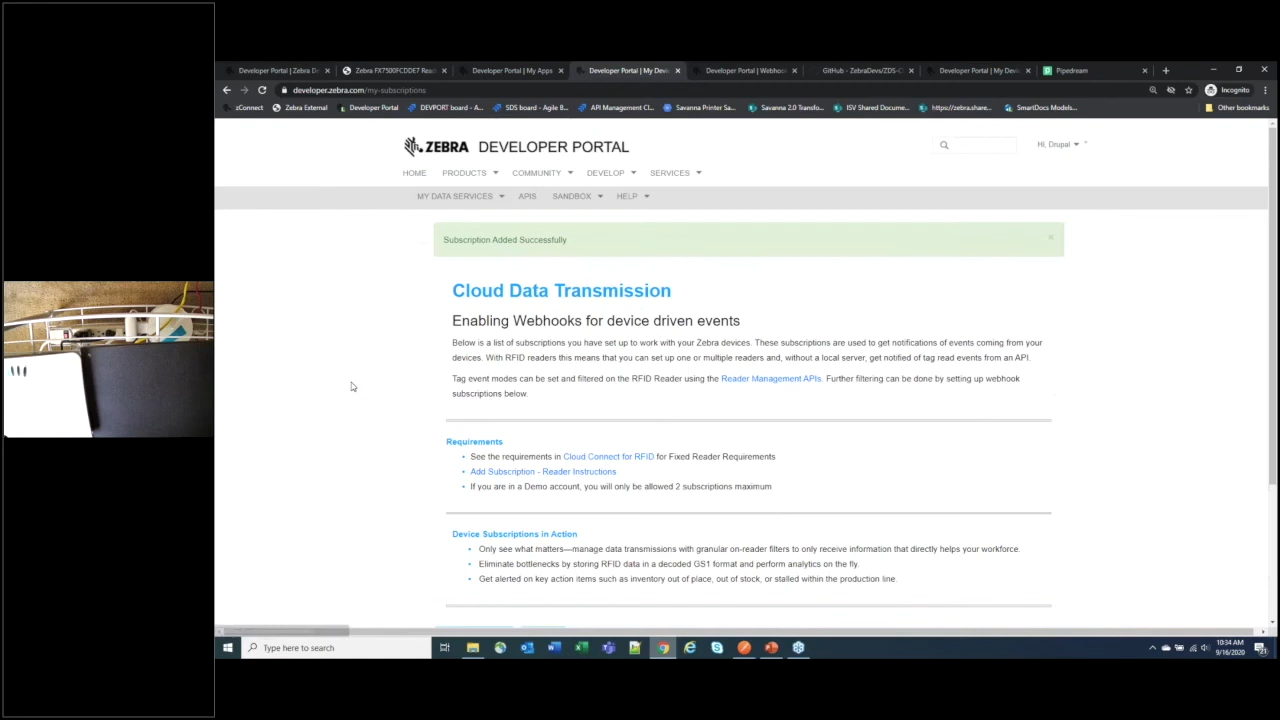 Developer Portal | Zebra De
Zebra FX7500FCDDE7 Read
Developer Portal | My Apps
Developer Portal | My Devic
Developer Portal | Webhook
GitHub - ZebraDevs/ZDS-C
Developer Portal | My Devic
Pipedream
developer.zebra.com/my-subscriptions
Incognito
zConnect
Zebra External
Developer Portal
DEVPORT board - A...
SDS board - Agile B...
API Management Cl...
Savanna Printer Sa...
Savanna 2.0 Transfo...
ISV Shared Docume...
https://zebra.share...
SmartDocs Models...
Other bookmarks
ZEBRA DEVELOPER PORTAL
Hi, Drupal
HOME PRODUCTS COMMUNITY DEVELOP SERVICES
MY DATA SERVICES APIS SANDBOX HELP
Subscription Added Successfully
Cloud Data Transmission
Enabling Webhooks for device driven events
Below is a list of subscriptions you have set up to work with your Zebra devices. These subscriptions are used to get notifications of events coming from your
devices. With RFID readers this means that you can set up one or multiple readers and, without a local server, get notified of tag read events from an API.
Tag event modes can be set and filtered on the RFID Reader using the Reader Management APIs. Further filtering can be done by setting up webhook
subscriptions below.
Requirements
• See the requirements in Cloud Connect for RFID for Fixed Reader Requirements
• Add Subscription - Reader Instructions
• If you are in a Demo account, you will only be allowed 2 subscriptions maximum
Device Subscriptions in Action
• Only see what matters—manage data transmissions with granular on-reader filters to only receive information that directly helps your workforce.
• Eliminate bottlenecks by storing RFID data in a decoded GS1 format and perform analytics on the fly.
• Get alerted on key action items such as inventory out of place, out of stock, or stalled within the production line.
Type here to search
10:34 AM
9/16/2020
21